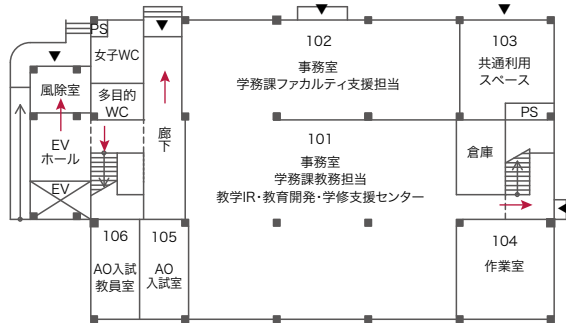 PS
女子WC
102
事務室
学務課ファカルティ支援担当
103
共通利用
スペース
風除室
多目的
WC
PS
廊
下
101
事務室
学務課教務担当
教学IR・教育開発・学修支援センター
倉庫
EV
ホール
EV
106
AO入試
教員室
105
AO
入試室
104
作業室